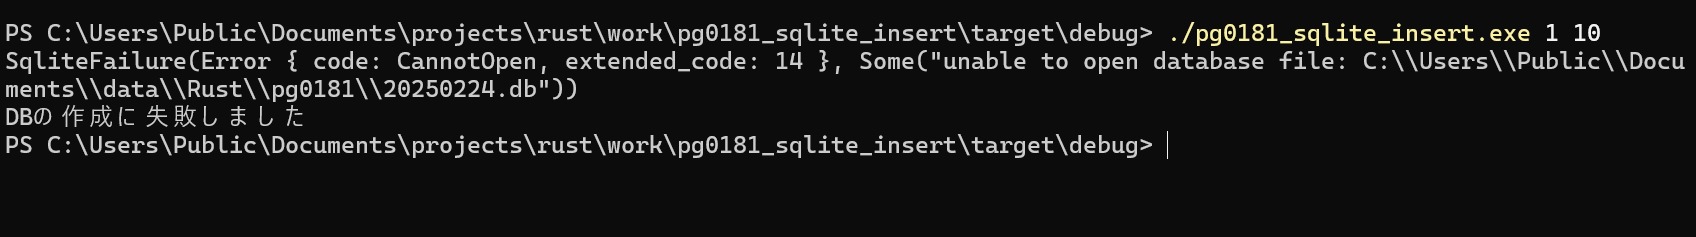 PS C:\Users\Public\Documents\projects\rust\work\pg0181_sqlite_insert\target\debug> ./pg0181_sqlite_insert.exe 1 10
SqliteFailure(Error { code: CannotOpen, extended_code: 14 }, Some("unable to open database file: C:\\Users\\Public\\Docu
ments\\data\\Rust\\pg0181\\20250224.db"))
DBの作成に失敗しました
PS C:\Users\Public\Documents\projects\rust\work\pg0181_sqlite_insert\target\debug>